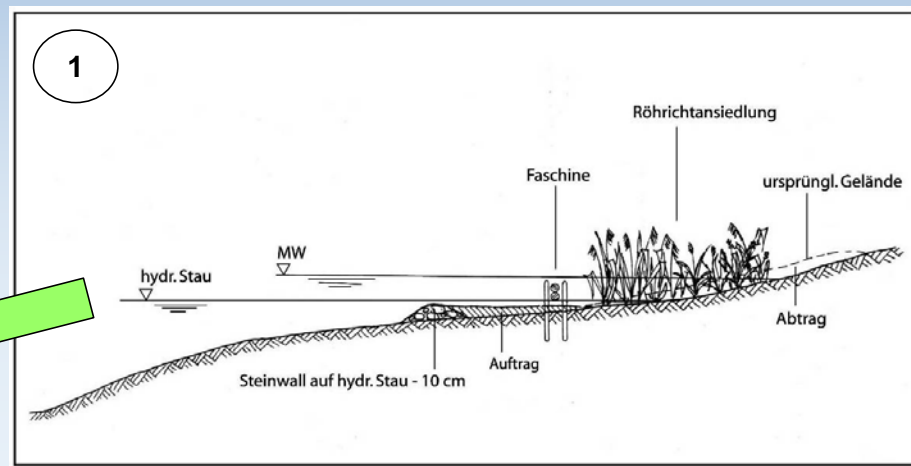 1
Röhrichtansiedlung
Faschine
ursprüngl. Gelände
MW
hydr. Stau
Abtrag
Auftrag
Steinwall auf hydr. Stau - 10 cm